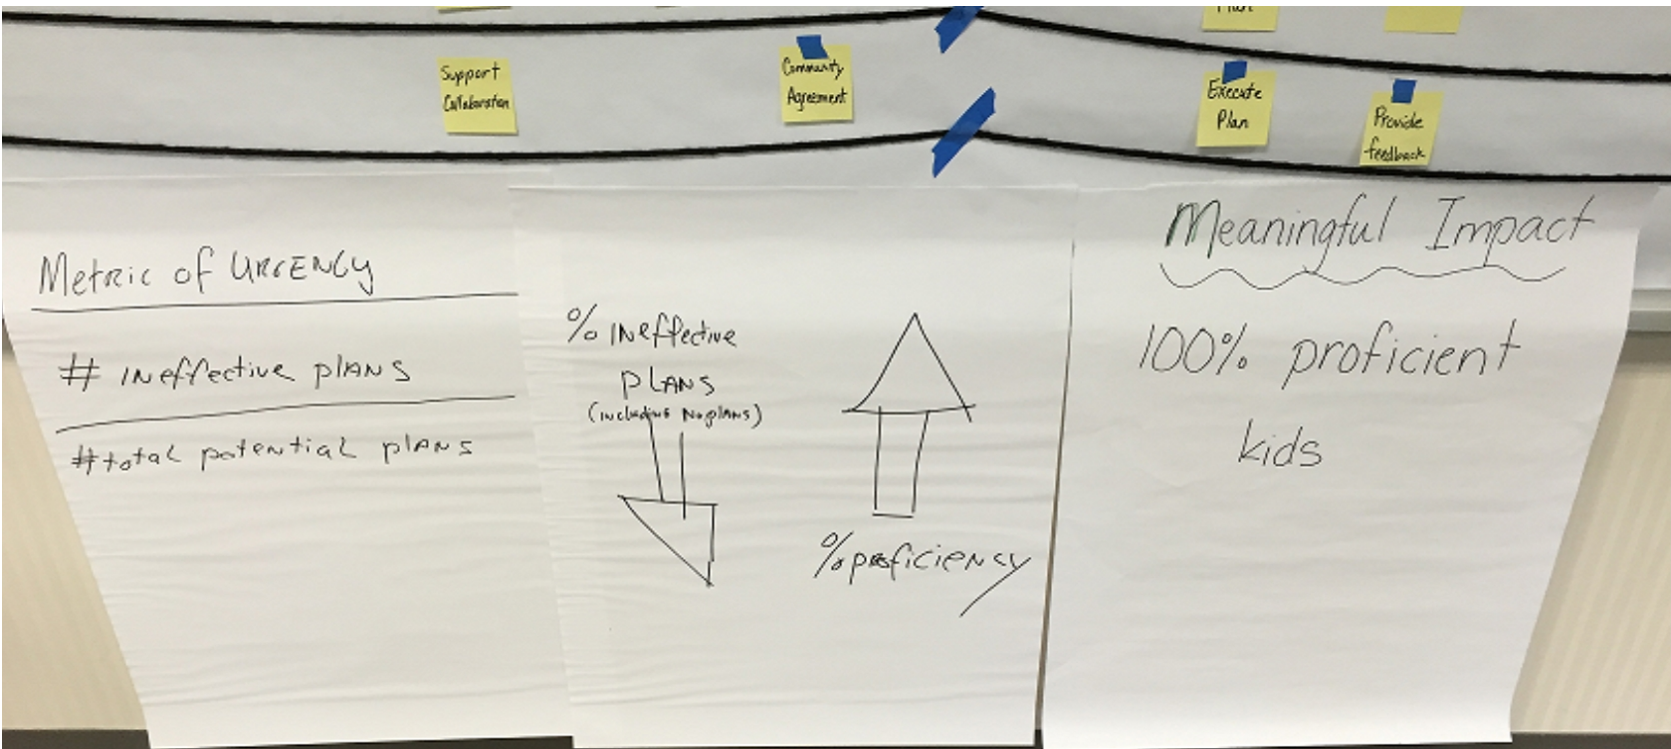 Plan
Support
Collaboration
Community
Agreement
Execute
Plan
Provide
feedback
Metric of URGENCY
# INeffective plANS
#total potential plANS
% INeffective
PLANS
(including No plans)
%proficiency
Meaningful Impact
100% proficient
kids